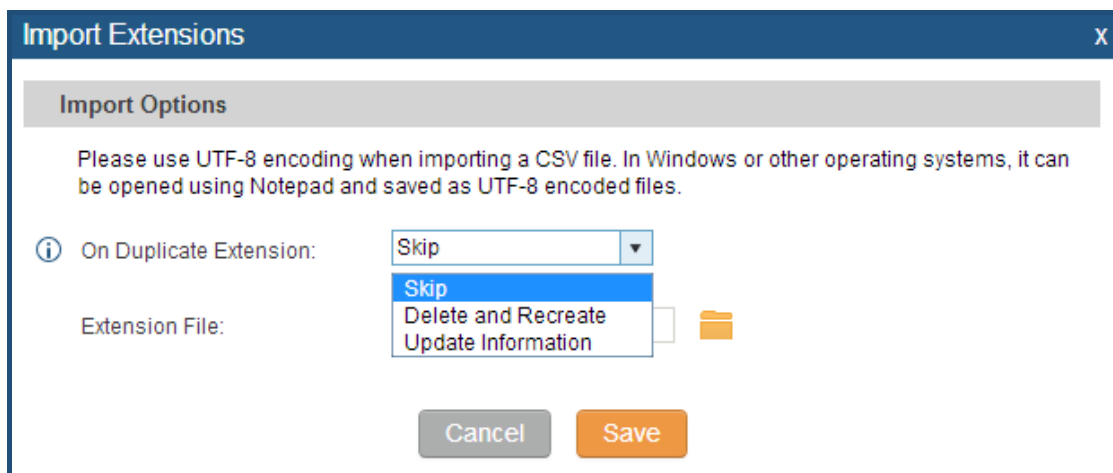 Import Extensions X
Import Options
Please use UTF-8 encoding when importing a CSV file. In Windows or other operating systems, it can
be opened using Notepad and saved as UTF-8 encoded files.
i On Duplicate Extension: Skip
Skip
Delete and Recreate
Extension File:
Update Information
Cancel Save